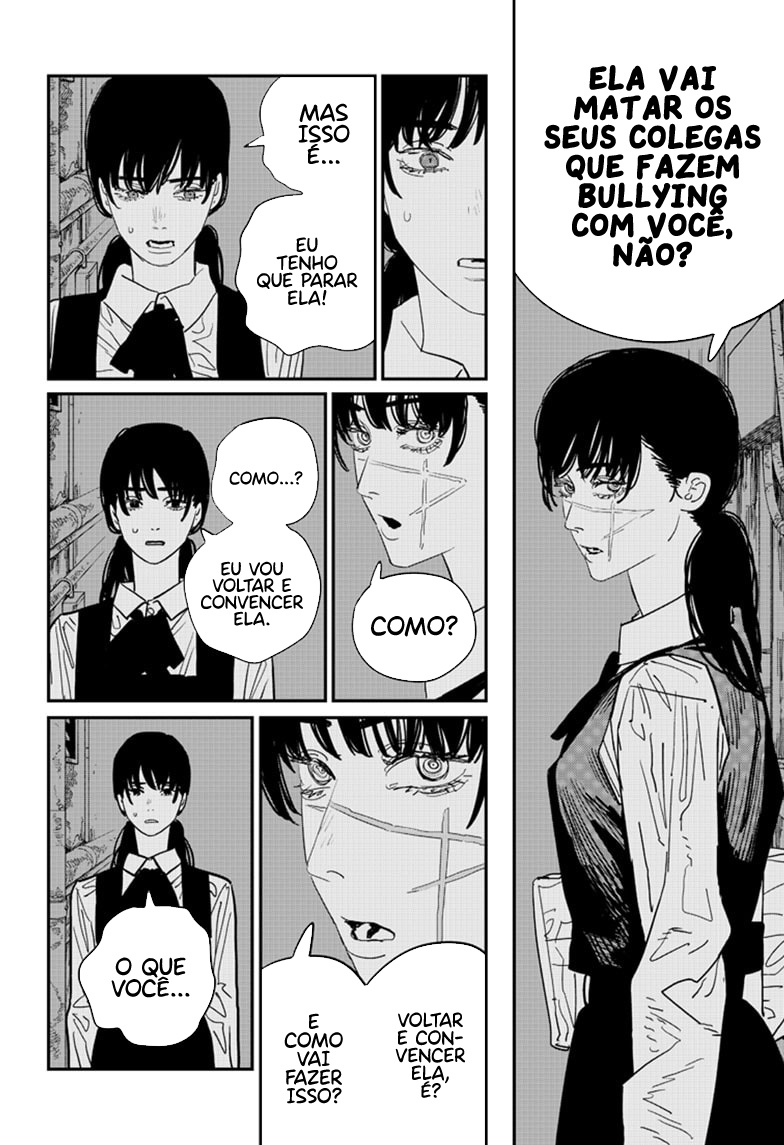 ELA VAI
MATAR OS
SEUS COLEGAS
QUE FAZEM
BULLYING
COM VOCÊ,
NÃO?
MAS
ISSO
É...
EU
TENHO
QUE PARAR
ELA!
COMO?
COMO...?
EU VOU
VOLTAR E
CONVENCER
ELA.
VOLTAR
E CON-
VENCER
ELA,
É?
E
COMO
VAI
FAZER
ISSO?
O QUE
VOCÊ...